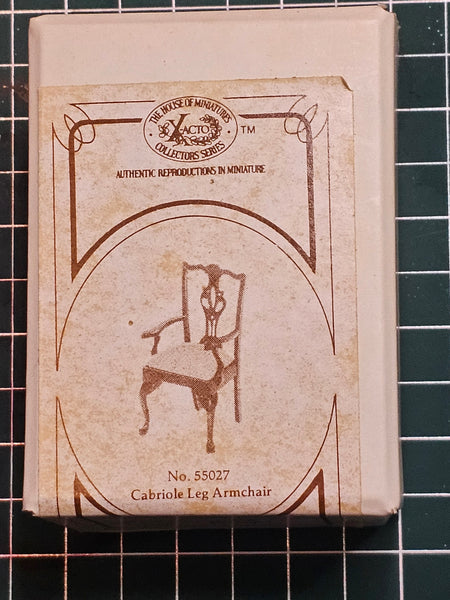 THE HOUSE OF MINIATURES
X-ACTO
COLLECTORS SERIES
TM
AUTHENTIC REPRODUCTIONS IN MINIATURE
No. 55027
Cabriole Leg Armchair